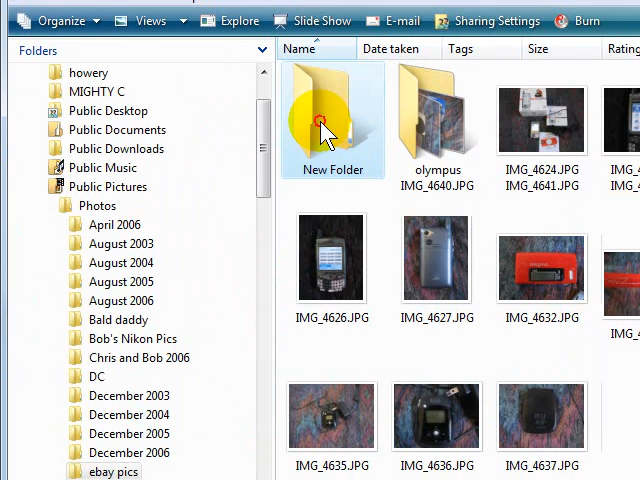 Organize Views Explore Slide Show E-mail Sharing Settings Burn
Folders
Name Date taken Tags Size Rating
howery
MIGHTY C
Public Desktop
Public Documents
Public Downloads
Public Music
Public Pictures
Photos
April 2006
August 2003
August 2004
August 2005
August 2006
Bald daddy
Bob's Nikon Pics
Chris and Bob 2006
DC
December 2003
December 2004
December 2005
December 2006
ebay pics
New Folder
olympus
IMG_4640.JPG
IMG_4624.JPG
IMG_4641.JPG
IMG_4626.JPG
IMG_4627.JPG
IMG_4632.JPG
IMG_4635.JPG
IMG_4636.JPG
IMG_4637.JPG